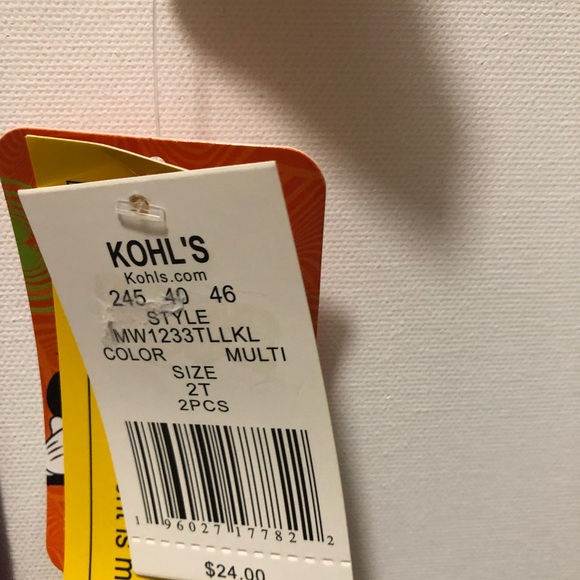 KOHL'S
Kohls.com
245 40 46
STYLE
MW1233TLLKL
COLOR MULTI
SIZE
2T
2PCS
1 96027 17782 2
$24.00
is m